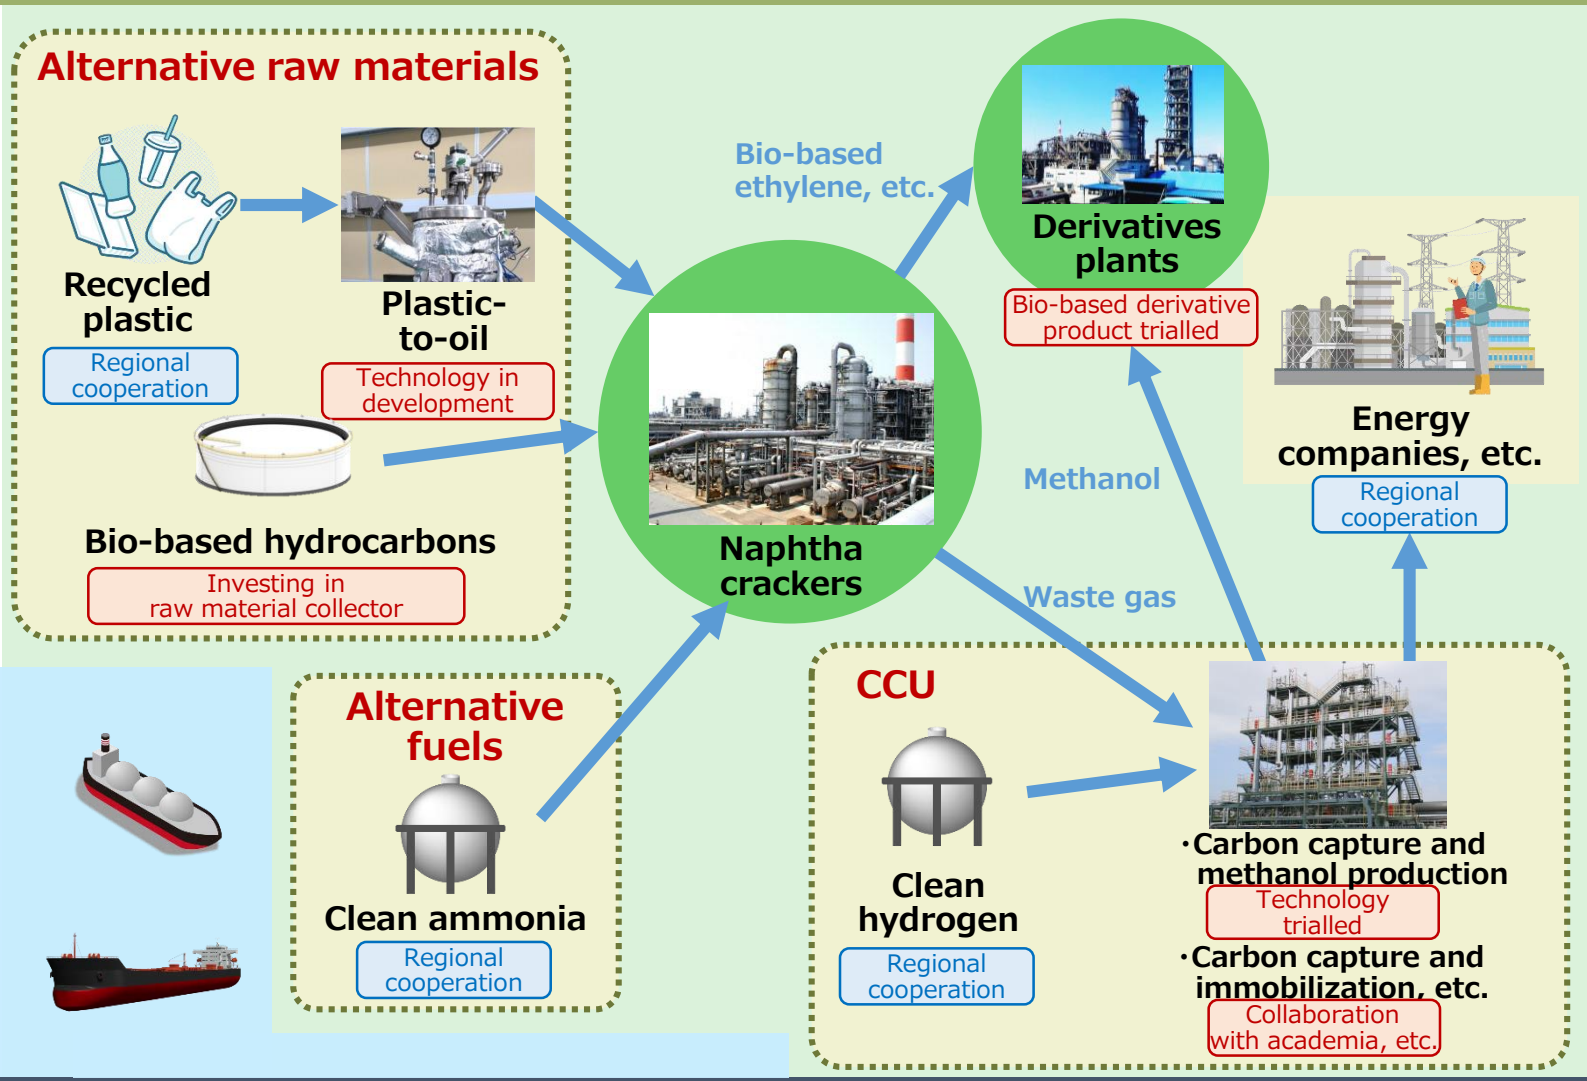 Alternative raw materials
Recycled
plastic
Regional
cooperation
Plastic-
to-oil
Technology in
development
Bio-based hydrocarbons
Investing in
raw material collector
Alternative
fuels
Clean ammonia
Regional
cooperation
Naphtha
crackers
Bio-based
ethylene, etc.
Derivatives
plants
Bio-based derivative
product trialled
Methanol
Waste gas
Energy
companies, etc.
Regional
cooperation
CCU
Clean
hydrogen
Regional
cooperation
・Carbon capture and
methanol production
Technology
trialled
・Carbon capture and
immobilization, etc.
Collaboration
with academia, etc.